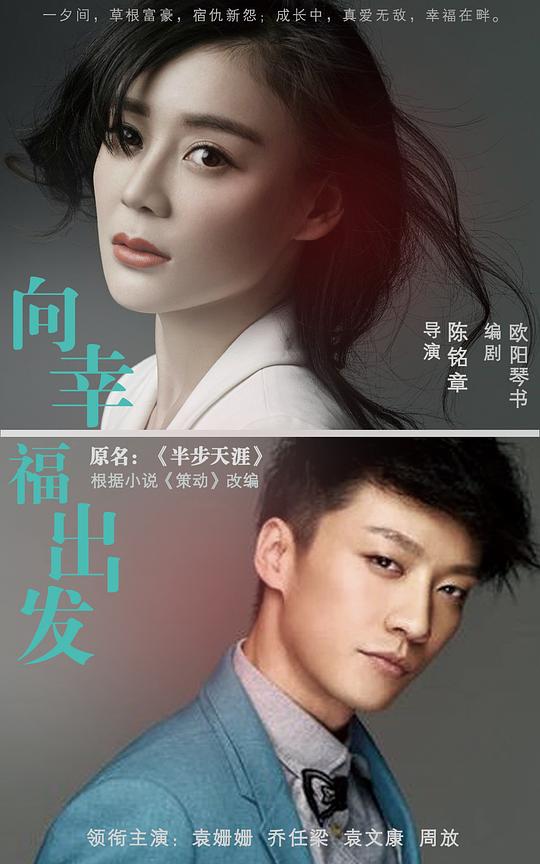 一夕间，草根富豪，宿仇新怨；成长中，真爱无敌，幸福在畔。
向幸
导演
陈铭章
编剧
欧阳琴书
福出发
原名：《半步天涯》
根据小说《策动》改编
领衔主演：袁姗姗 乔任梁 袁文康 周放